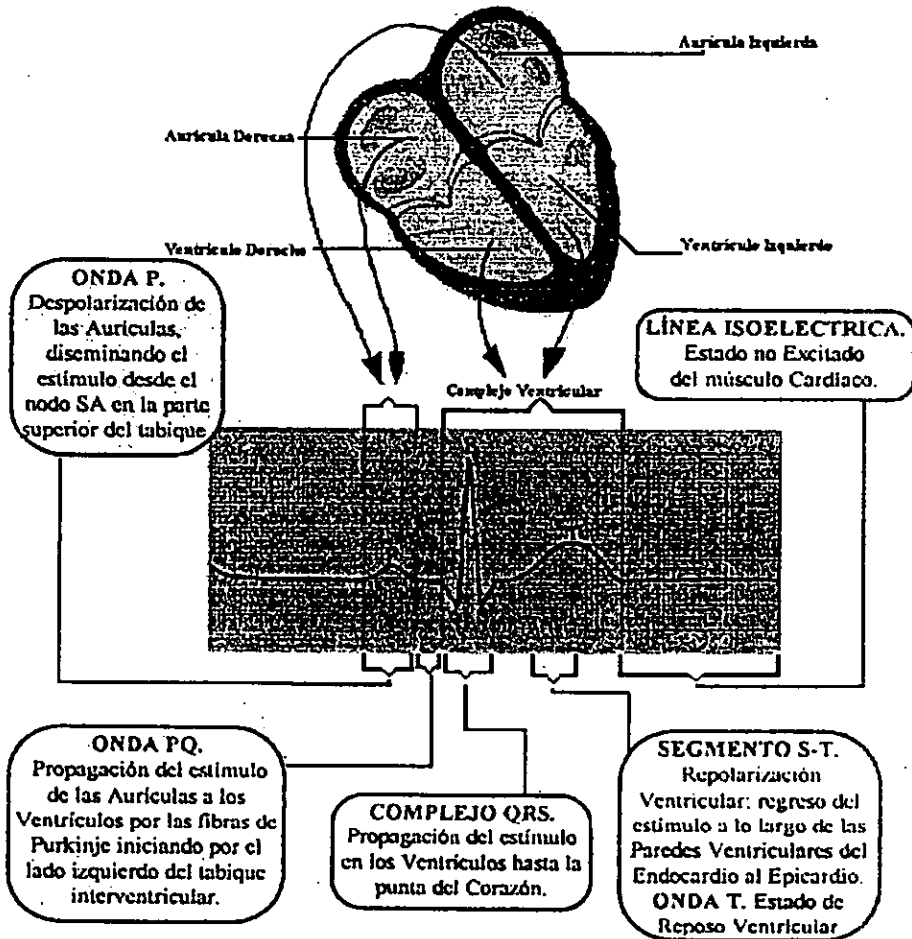 Aurícula Izquierda
Aurícula Derecha
Ventrículo Derecho
Ventrículo Izquierdo
ONDA P.
Despolarización de
las Aurículas,
diseminando el
estímulo desde el
nodo SA en la parte
superior del tabique
LÍNEA ISOELECTRICA.
Estado no Excitado
del músculo Cardiaco.
Complejo Ventricular
ONDA PQ.
Propagación del estímulo
de las Aurículas a los
Ventrículos por las fibras de
Purkinje iniciando por el
lado izquierdo del tabique
interventricular.
COMPLEJO QRS.
Propagación del estímulo
en los Ventrículos hasta la
punta del Corazón.
SEGMENTO S-T.
Repolarización
Ventricular: regreso del
estímulo a lo largo de las
Paredes Ventriculares del
Endocardio al Epicardio.
ONDA T. Estado de
Reposo Ventricular